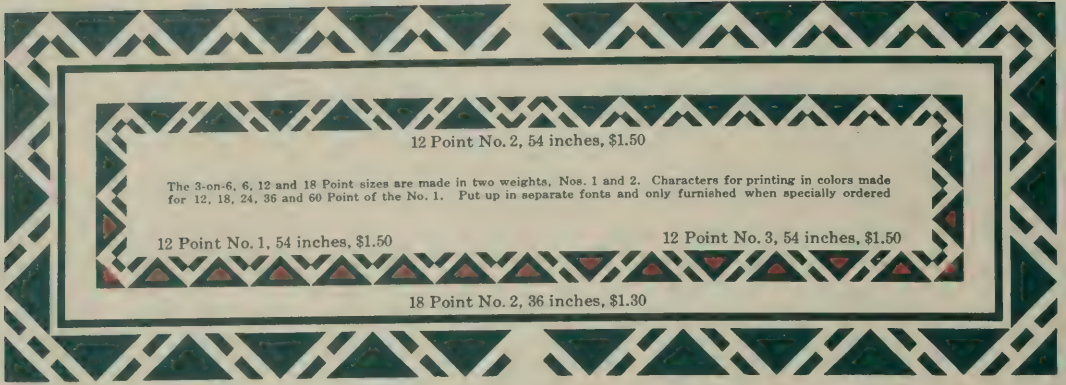 12 Point No. 2, 54 inches, $1.50
The 3-on-6, 6, 12 and 18 Point sizes are made in two weights, Nos. 1 and 2. Characters for printing in colors made
for 12, 18, 24, 36 and 60 Point of the No. 1. Put up in separate fonts and only furnished when specially ordered
12 Point No. 1, 54 inches, $1.50
12 Point No. 3, 54 inches, $1.50
18 Point No. 2, 36 inches, $1.30